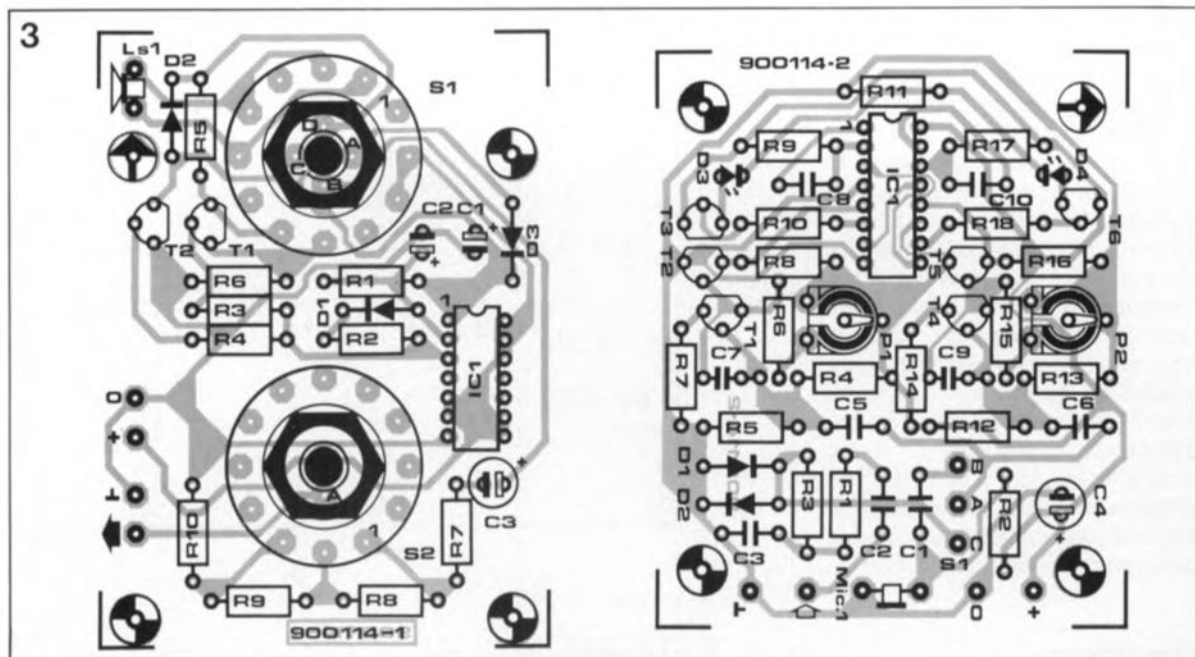 3
Ls1
D2
S1
1
R5
D
A
C
B
C2
C1
+
+
D3
T2
T1
R6
R1
R3
D1
1
R4
R2
IC1
0
+
⊥
A
1
+
C3
R10
S2
R7
R9
R8
900114-1
900114-2
R11
1
R9
R17
D3
D4
IC4
C8
C10
T3
R10
R18
T6
T2
R8
T5
R16
R6
R15
T1
T4
P1
P2
R7
C7
R4
R14
C9
R13
C5
C6
R5
R12
D1
B
D2
R3
R1
A
R2
C4
C3
C2
C1
C
+
S1
Mic.1
⊥
0
+